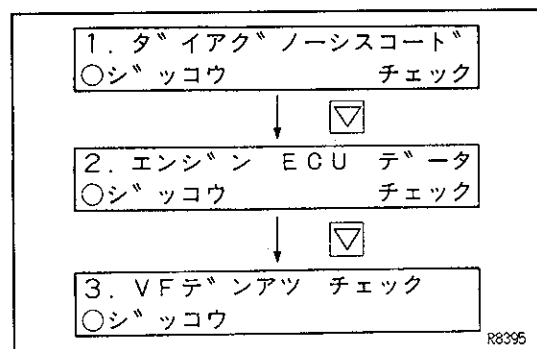 1. ダイアグノーシスコード
○ジッコウ チェック
▽
2. エンジン ECU データ
○ジッコウ チェック
▽
3. VFデンアツ チェック
○ジッコウ
R8395